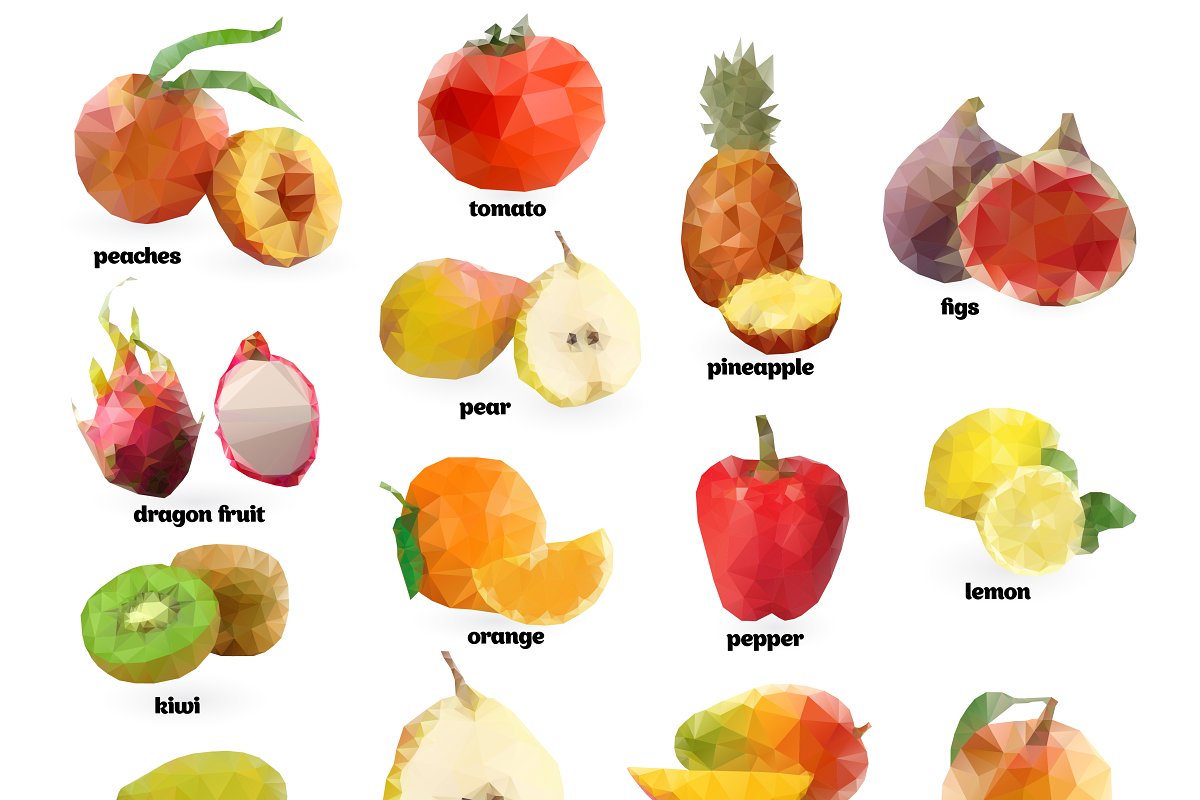 peaches
tomato
pineapple
figs
pear
dragon fruit
orange
pepper
lemon
kiwi